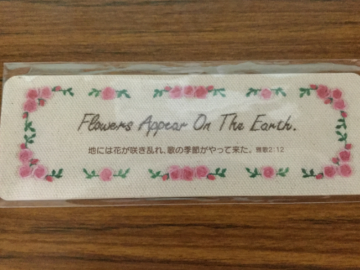 Flowers Appear On The Earth.
地には花が咲き乱れ、歌の季節がやって来た。 雅歌2:12